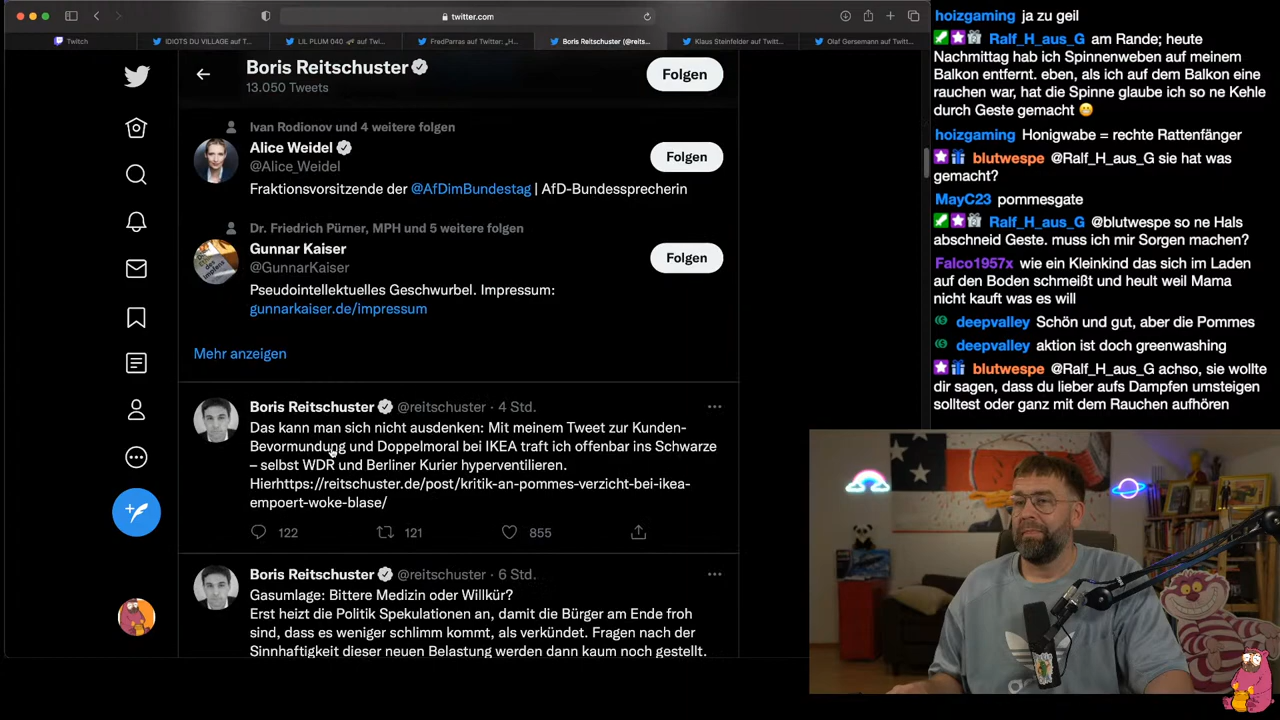 twitter.com
Twitch
IDIOTS DU VILLAGE auf T...
LIL PLUM 040 🛹 auf Twi...
FredParras auf Twitter: „H...
Boris Reitschuster (@reits...
Klaus Steinfelder auf Twitt...
Olaf Gersemann auf Twitt...
Boris Reitschuster
13.050 Tweets
Folgen
Ivan Rodionov und 4 weitere folgen
Alice Weidel
@Alice_Weidel
Folgen
Fraktionsvorsitzende der @AfDimBundestag | AfD-Bundessprecherin
Dr. Friedrich Pürner, MPH und 5 weitere folgen
Gunnar Kaiser
@GunnarKaiser
Folgen
Pseudointellektuelles Geschwurbel. Impressum:
gunnarkaiser.de/impressum
Mehr anzeigen
Boris Reitschuster @reitschuster · 4 Std.
Das kann man sich nicht ausdenken: Mit meinem Tweet zur Kunden-
Bevormundung und Doppelmoral bei IKEA traft ich offenbar ins Schwarze
– selbst WDR und Berliner Kurier hyperventilieren.
Hierhttps://reitschuster.de/post/kritik-an-pommes-verzicht-bei-ikea-
empoert-woke-blase/
122 121 855
Boris Reitschuster @reitschuster · 6 Std.
Gasumlage: Bittere Medizin oder Willkür?
Erst heizt die Politik Spekulationen an, damit die Bürger am Ende froh
sind, dass es weniger schlimm kommt, als verkündet. Fragen nach der
Sinnhaftigkeit dieser neuen Belastung werden dann kaum noch gestellt.
hoizgaming ja zu geil
Ralf_H_aus_G am Rande; heute
Nachmittag hab ich Spinnenweben auf meinem
Balkon entfernt. eben, als ich auf dem Balkon eine
rauchen war, hat die Spinne glaube ich so ne Kehle
durch Geste gemacht 😁
hoizgaming Honigwabe = rechte Rattenfänger
blutwespe @Ralf_H_aus_G sie hat was
gemacht?
MayC23 pommesgate
Ralf_H_aus_G @blutwespe so ne Hals
abschneid Geste. muss ich mir Sorgen machen?
Falco1957x wie ein Kleinkind das sich im Laden
auf den Boden schmeißt und heult weil Mama
nicht kauft was es will
deepvalley Schön und gut, aber die Pommes
deepvalley aktion ist doch greenwashing
blutwespe @Ralf_H_aus_G achso, sie wollte
dir sagen, dass du lieber aufs Dampfen umsteigen
solltest oder ganz mit dem Rauchen aufhören